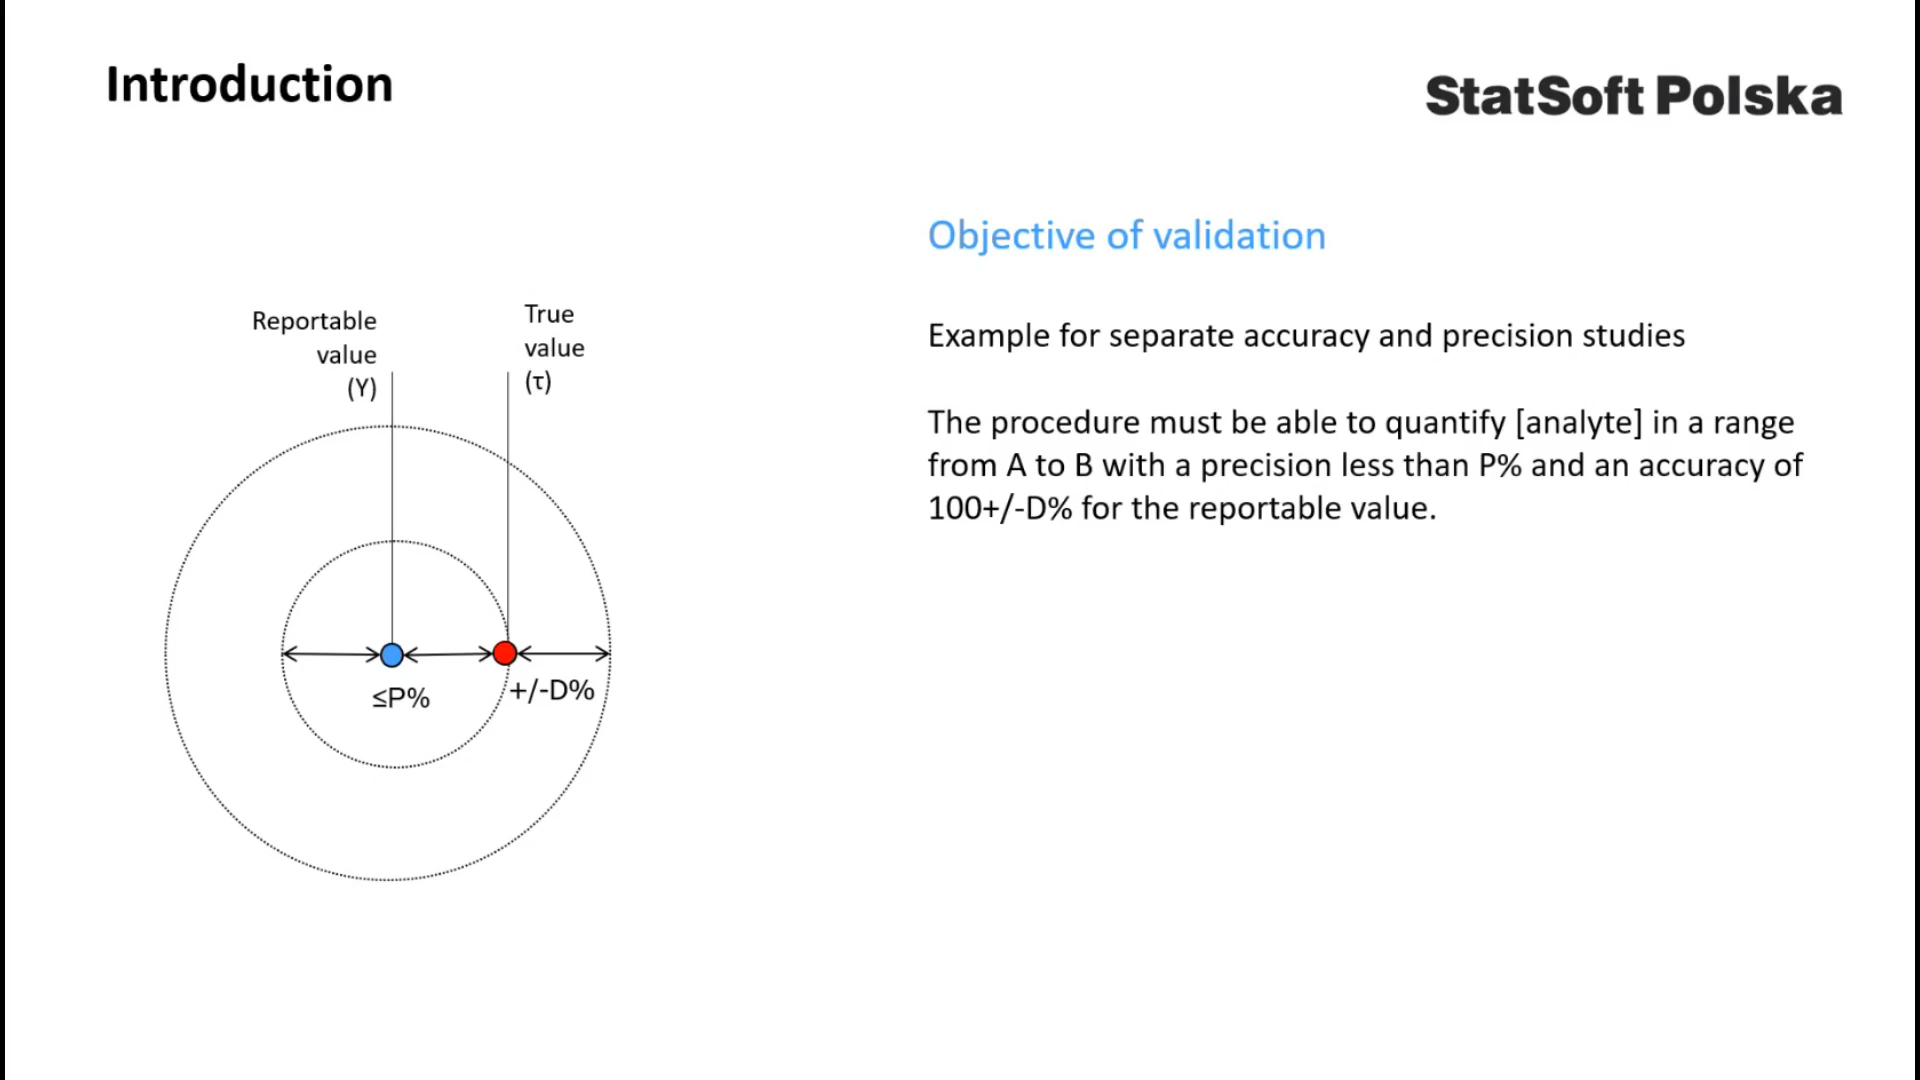 Introduction
StatSoft Polska
Objective of validation
Example for separate accuracy and precision studies
The procedure must be able to quantify [analyte] in a range
from A to B with a precision less than P% and an accuracy of
100+/-D% for the reportable value.
Reportable
value
(Y)
True
value
(τ)
≤P%
+/-D%